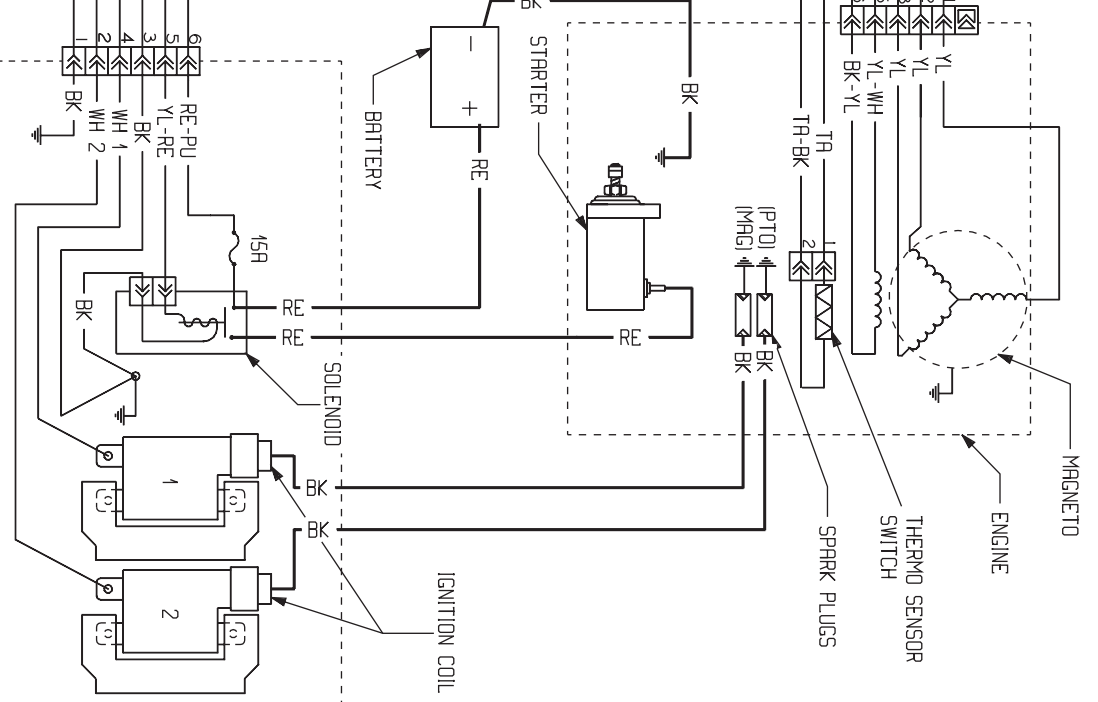 BK
1
2
4
3
5
6
BK
WH 2
WH 1
BK
YL-RE
RE-PU
15A
BK
−
+
BATTERY
RE
STARTER
BK
RE
RE
RE
SOLENOID
1
2
BK
BK
IGNITION COIL
TA-BK
TA
BK-YL
YL-WH
YL
YL
YL
(MAG)
(PTO)
2
1
BK
BK
SPARK PLUGS
THERMO SENSOR
SWITCH
ENGINE
MAGNETO